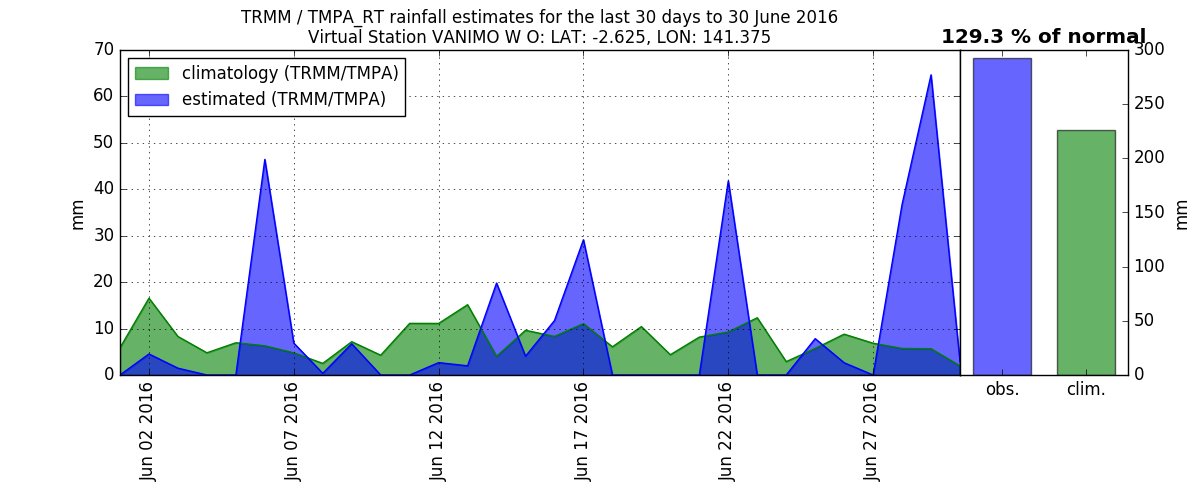 TRMM / TMPA_RT rainfall estimates for the last 30 days to 30 June 2016
Virtual Station VANIMO W O: LAT: -2.625, LON: 141.375
129.3 % of normal
climatology (TRMM/TMPA)
estimated (TRMM/TMPA)
70
60
50
40
30
20
10
0
mm
Jun 02 2016
Jun 07 2016
Jun 12 2016
Jun 17 2016
Jun 22 2016
Jun 27 2016
300
250
200
150
100
50
0
mm
obs.
clim.